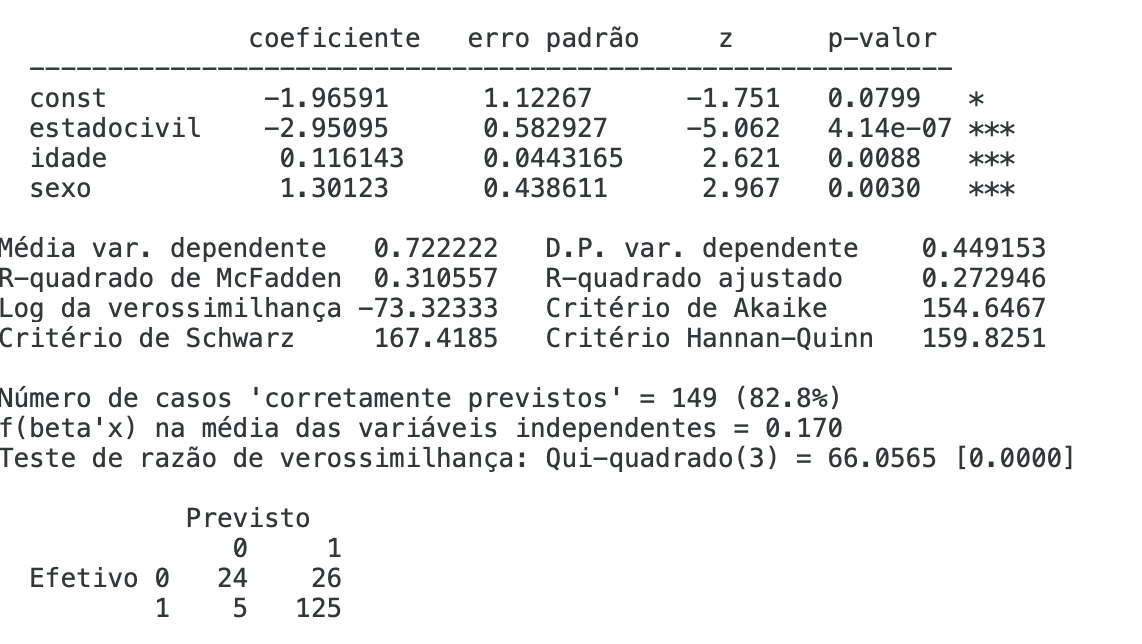 coeficiente erro padrão z p-valor
---------------------------------------------------------------
const −1.96591 1.12267 −1.751 0.0799 *
estadocivil −2.95095 0.582927 −5.062 4.14e-07 ***
idade 0.116143 0.0443165 2.621 0.0088 ***
sexo 1.30123 0.438611 2.967 0.0030 ***
Média var. dependente 0.722222 D.P. var. dependente 0.449153
R-quadrado de McFadden 0.310557 R-quadrado ajustado 0.272946
Log da verossimilhança −73.32333 Critério de Akaike 154.6467
Critério de Schwarz 167.4185 Critério Hannan-Quinn 159.8251
Número de casos 'corretamente previstos' = 149 (82.8%)
f(beta'x) na média das variáveis independentes = 0.170
Teste de razão de verossimilhança: Qui-quadrado(3) = 66.0565 [0.0000]
Previsto
0 1
Efetivo 0 24 26
1 5 125